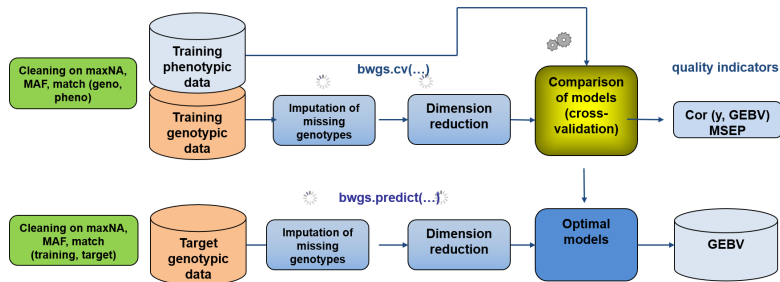 Training
phenotypic
data
Cleaning on maxNA,
MAF, match (geno,
pheno)
bwgs.cv(…)
quality indicators
Training
genotypic
data
Imputation of
missing
genotypes
Dimension
reduction
Comparison
of models
(cross-
validation)
Cor (y, GEBV)
MSEP
bwgs.predict(…)
Cleaning on maxNA,
MAF, match
(training, target)
Target
genotypic
data
Imputation of
missing
genotypes
Dimension
reduction
Optimal
models
GEBV